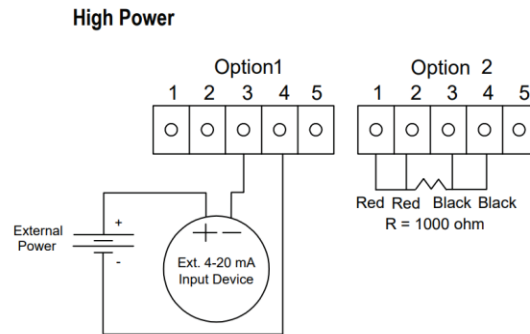 High Power
Option1
1 2 3 4 5
Option 2
1 2 3 4 5
Red Red Black Black
R = 1000 ohm
External
Power
+
-
+ −
Ext. 4-20 mA
Input Device